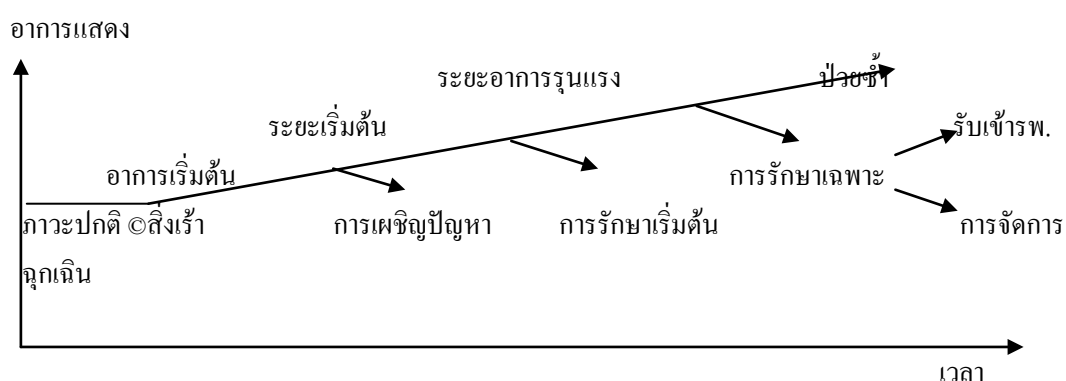 อาการแสดง
ระยะอาการรุนแรง ป่วยซ้ำ
ระยะเริ่มต้น รับเข้ารพ.
อาการเริ่มต้น การรักษาเฉพาะ
ภาวะปกติ ©สิ่งเร้า การเผชิญปัญหา การรักษาเริ่มต้น การจัดการ
ฉุกเฉิน
เวลา